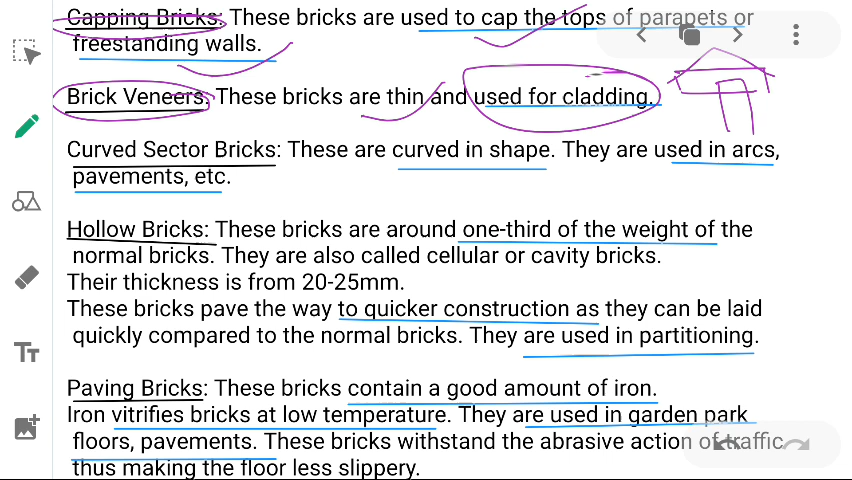 Capping Bricks: These bricks are used to cap the tops of parapets or
freestanding walls.
Brick Veneers: These bricks are thin and used for cladding.
Curved Sector Bricks: These are curved in shape. They are used in arcs,
pavements, etc.
Hollow Bricks: These bricks are around one-third of the weight of the
normal bricks. They are also called cellular or cavity bricks.
Their thickness is from 20-25mm.
These bricks pave the way to quicker construction as they can be laid
quickly compared to the normal bricks. They are used in partitioning.
Paving Bricks: These bricks contain a good amount of iron.
Iron vitrifies bricks at low temperature. They are used in garden park
floors, pavements. These bricks withstand the abrasive action of traffic
thus making the floor less slippery.